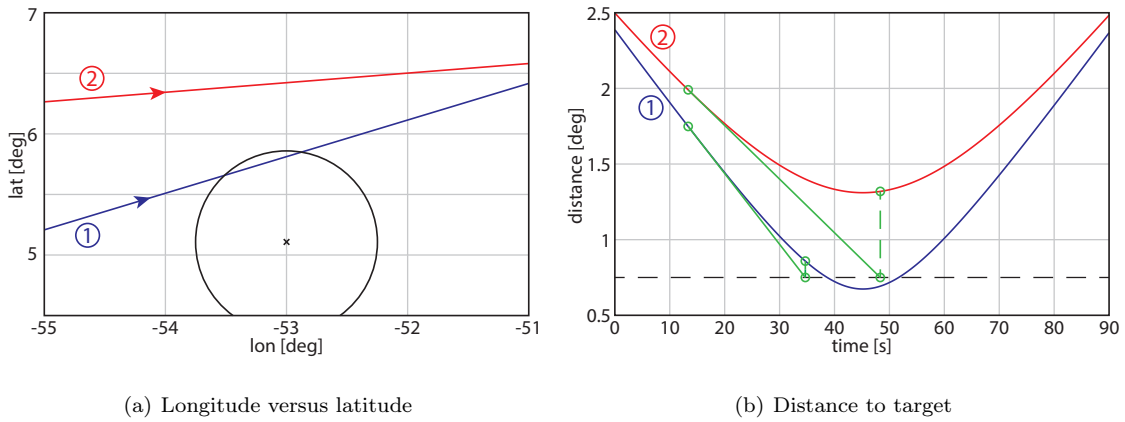 7
6
5
lat [deg]
②
①
-55 -54 -53 -52 -51
lon [deg]
(a) Longitude versus latitude
2.5
2
1.5
1
0.5
distance [deg]
②
①
0 10 20 30 40 50 60 70 80 90
time [s]
(b) Distance to target